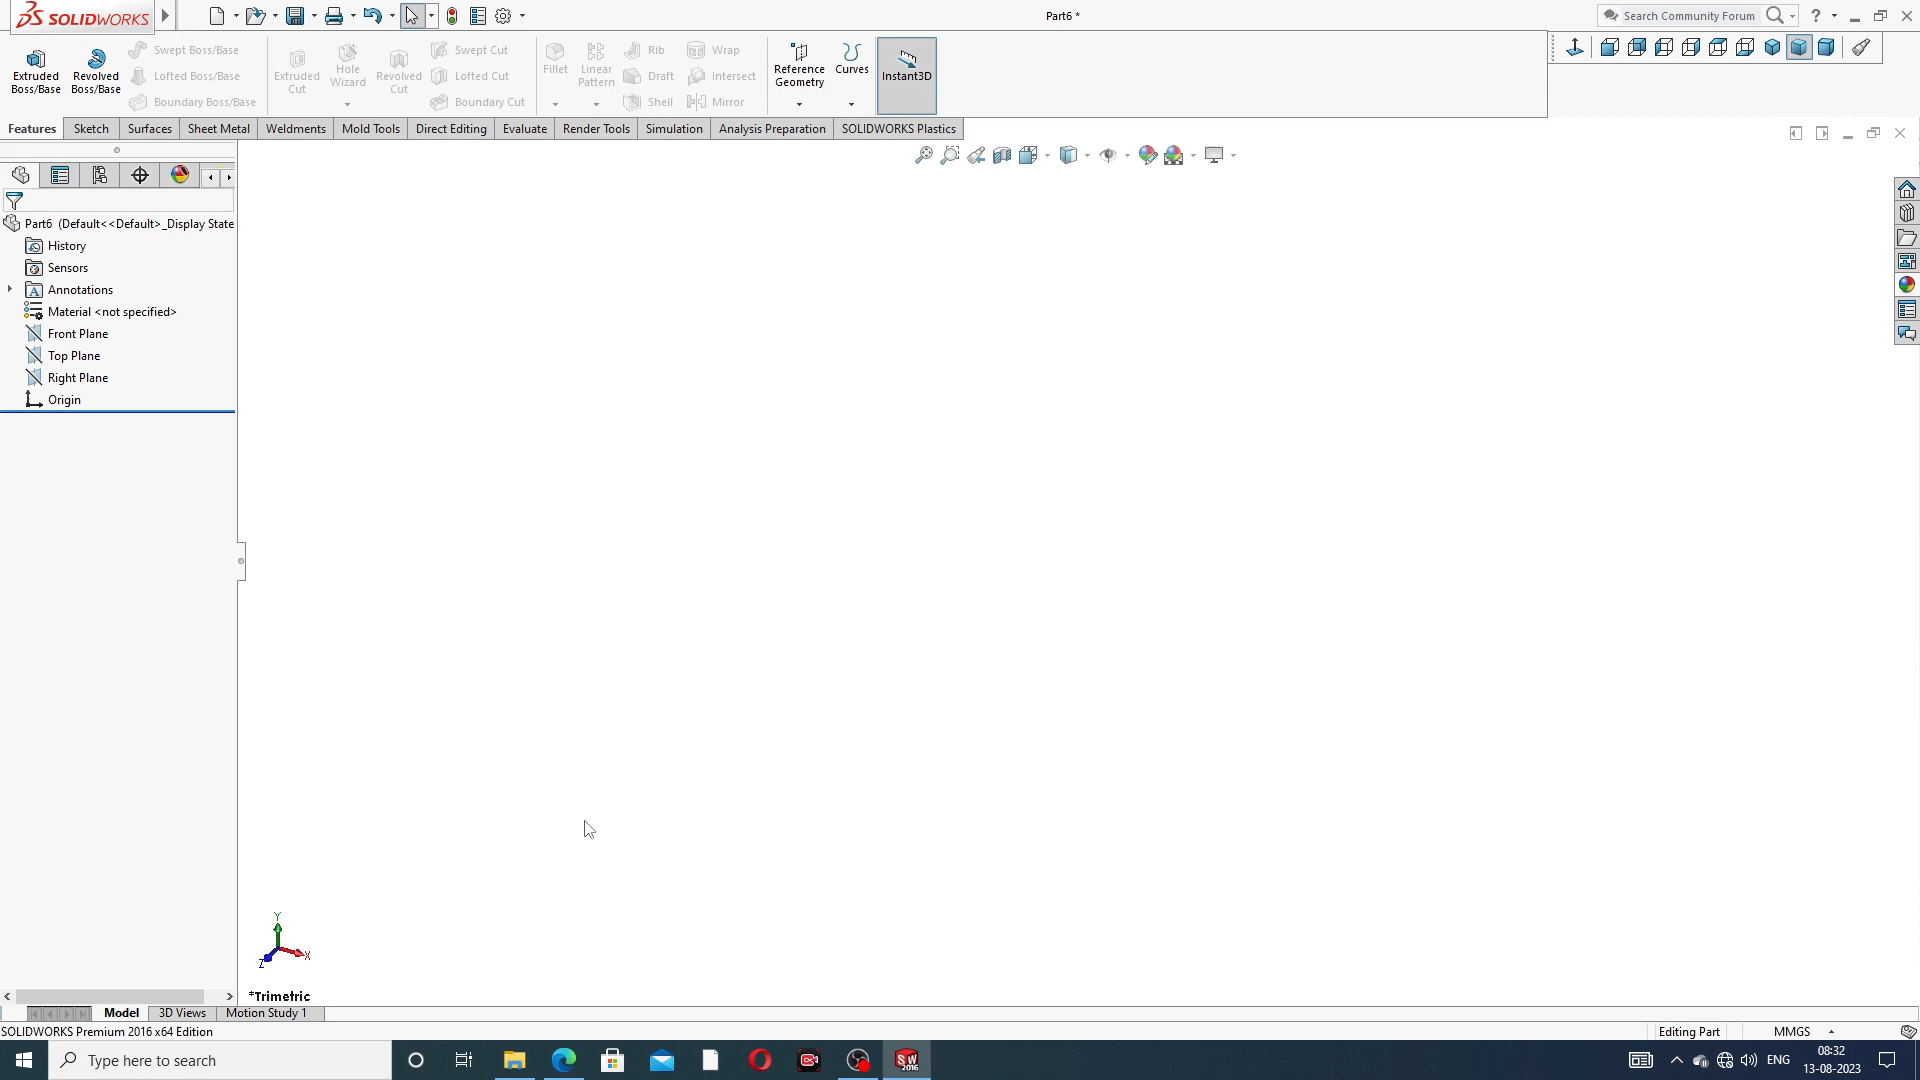 SOLIDWORKS
Part6 *
Search Community Forum
?
Extruded Boss/Base
Revolved Boss/Base
Swept Boss/Base
Lofted Boss/Base
Boundary Boss/Base
Extruded Cut
Hole Wizard
Revolved Cut
Swept Cut
Lofted Cut
Boundary Cut
Fillet
Linear Pattern
Rib
Draft
Shell
Wrap
Intersect
Mirror
Reference Geometry
Curves
Instant3D
Features Sketch Surfaces Sheet Metal Weldments Mold Tools Direct Editing Evaluate Render Tools Simulation Analysis Preparation SOLIDWORKS Plastics
Part6 (Default<<Default>_Display State
History
Sensors
A Annotations
Material <not specified>
Front Plane
Top Plane
Right Plane
Origin
Y
X
Z
*Trimetric
Model 3D Views Motion Study 1
SOLIDWORKS Premium 2016 x64 Edition
Editing Part
MMGS
Type here to search
SW
2016
ENG
08:32
13-08-2023